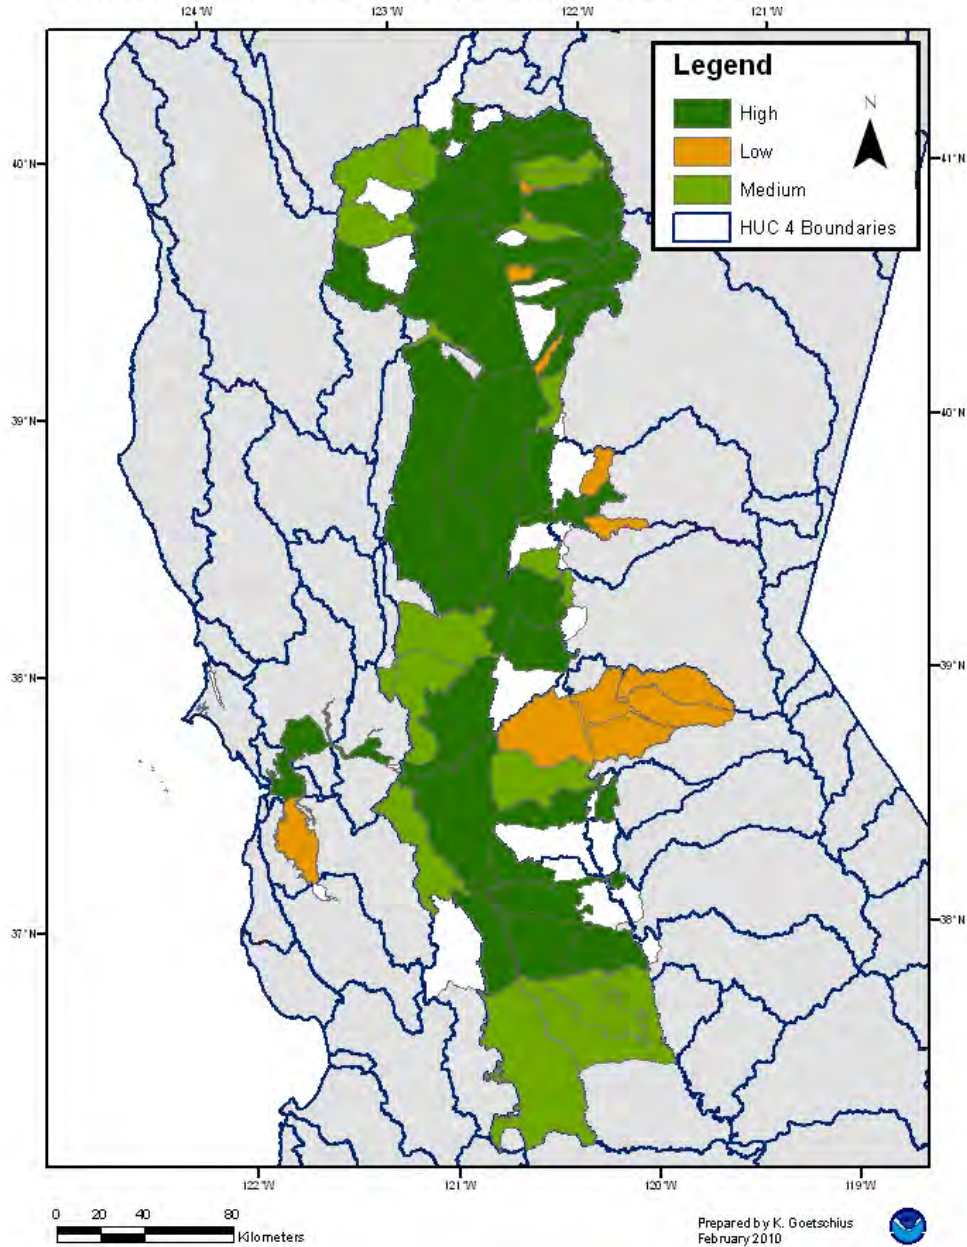 124°W 123°W 122°W 121°W
Legend
High
Low
Medium
HUC 4 Boundaries
N
40°N
41°N
39°N
40°N
38°N
39°N
37°N
38°N
122°W 121°W 120°W 119°W
0 20 40 80
Kilometers
Prepared by K. Goetschius
February 2010